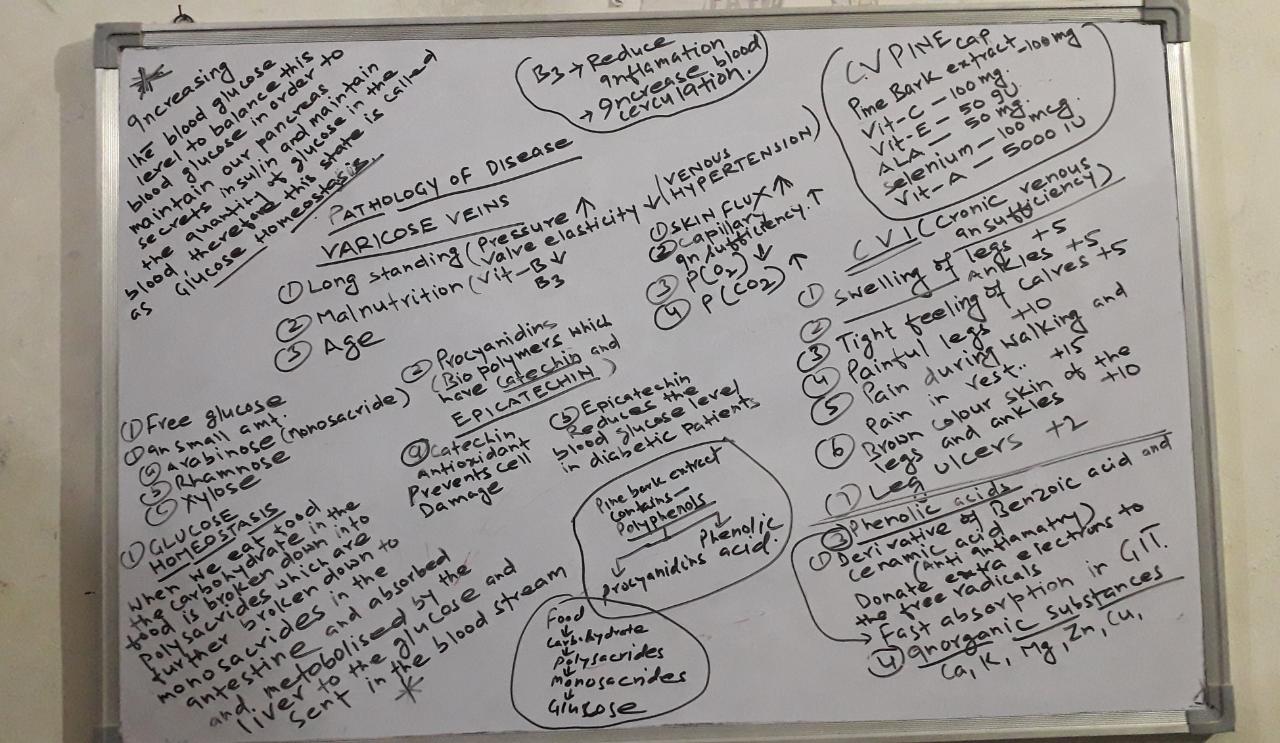 *
Increasing
the blood glucose
level to balance this
blood glucose in order to
maintain our pancreas
secrets insulin and maintain
the quantity of glucose in the
blood therefore this state is called
as Glucose Homeostasis.
B3 → Reduce
inflamation
→ Increase blood
cerculation.
CVPINE cap
Pine Bark extract - 100mg
Vit-C - 100 mg.
Vit-E - 50 gu
ALA - 50 mg.
Selenium - 100 mcg.
Vit-A - 5000 IU
PATHOLOGY OF DISEASE
VARICOSE VEINS
① Long standing (Pressure ↑
Valve elasticity ↓ (VENOUS
HYPERTENSION)
② Malnutrition (Vit-B ↓
B3
③ Age
① SKIN FLUX ↑
② Capillary
Insufficiency. ↑
③ P(O2) ↓
④ P(CO2) ↑
CVI (Cronic venous
insufficiency)
① Swelling of legs +5
② Ankles +5
③ Tight feeling of calves +5
④ Painful legs +10
⑤ Pain during walking and
Pain in rest.. +15
⑥ Brown colour skin of the
legs and ankles +10
⑦ Leg ulcers +2
① Free glucose
① In small amt.
② Arabinose (monosacride)
③ Rhamnose
④ Xylose
② Procyanidins
(Bio polymers which
have Catechin and
EPICATECHIN)
ⓐ Catechin
Antioxidant
Prevents cell
Damage
ⓑ Epicatechin
Reduces the
blood glucose level
in diabetic patients
① GLUCOSE
HOMEOSTASIS
When we eat food
the carbohydrate in the
food is broken down into
Polysacrides which are
further broken down to
monosacrides in the
intestine and absorbed
and metabolised by the
liver to the glucose and
sent in the blood stream
*
Pine bark extract
contains-
Polyphenols
Phenolic
acid.
Procyanidins
Food
↓
Carbohydrate
↓
Polysacrides
↓
Monosacrides
↓
Glucose
③ Phenolic acids
① Derivative of Benzoic acid and
Cenamic acid
(Anti inflamatry)
Donate extra electrons to
the free radicals
→ Fast absorption in GIT.
④ Inorganic substances
Ca, K, Mg, Zn, Cu,